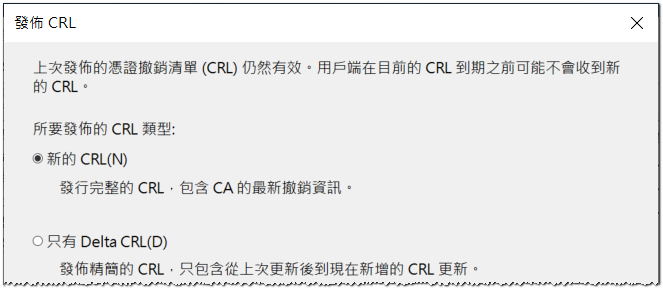 發佈 CRL
上次發佈的憑證撤銷清單 (CRL) 仍然有效。用戶端在目前的 CRL 到期之前可能不會收到新
的 CRL。
所要發佈的 CRL 類型:
新的 CRL(N)
發行完整的 CRL，包含 CA 的最新撤銷資訊。
只有 Delta CRL(D)
發佈精簡的 CRL，只包含從上次更新後到現在新增的 CRL 更新。